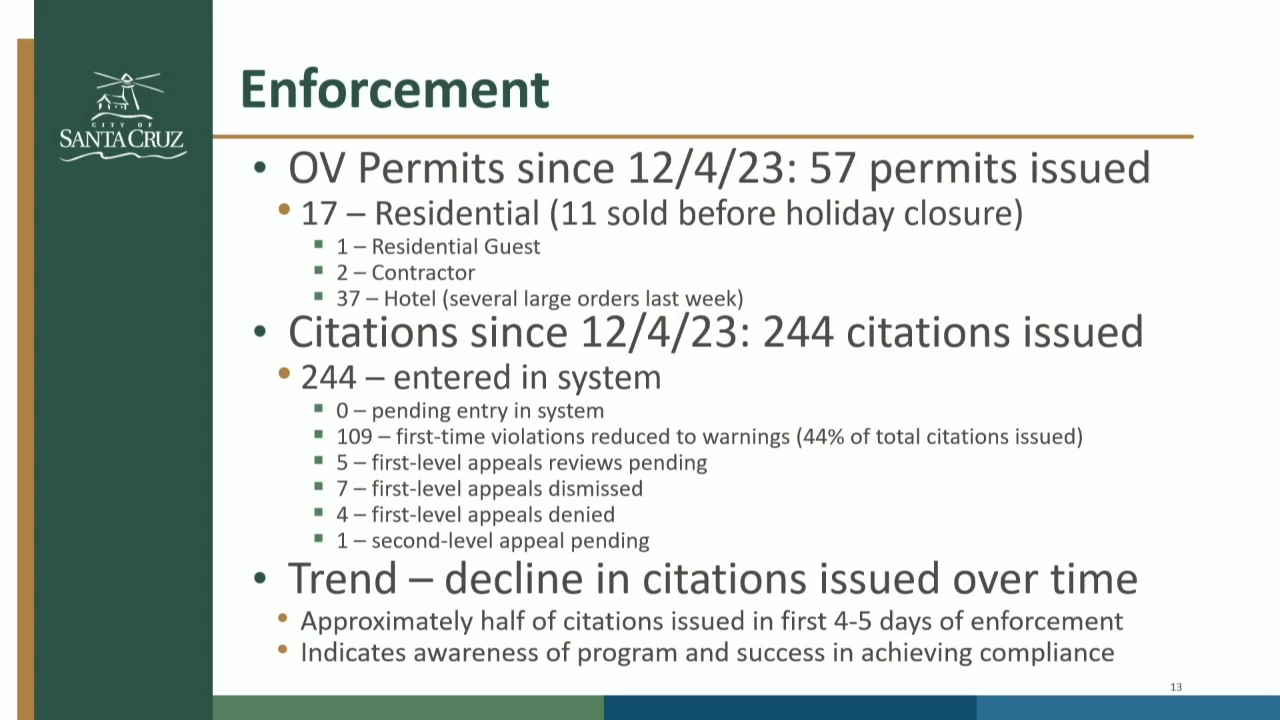 CITY OF
SANTA CRUZ
Enforcement
• OV Permits since 12/4/23: 57 permits issued
• 17 – Residential (11 sold before holiday closure)
▪ 1 – Residential Guest
▪ 2 – Contractor
▪ 37 – Hotel (several large orders last week)
• Citations since 12/4/23: 244 citations issued
• 244 – entered in system
▪ 0 – pending entry in system
▪ 109 – first-time violations reduced to warnings (44% of total citations issued)
▪ 5 – first-level appeals reviews pending
▪ 7 – first-level appeals dismissed
▪ 4 – first-level appeals denied
▪ 1 – second-level appeal pending
• Trend – decline in citations issued over time
• Approximately half of citations issued in first 4-5 days of enforcement
• Indicates awareness of program and success in achieving compliance
13